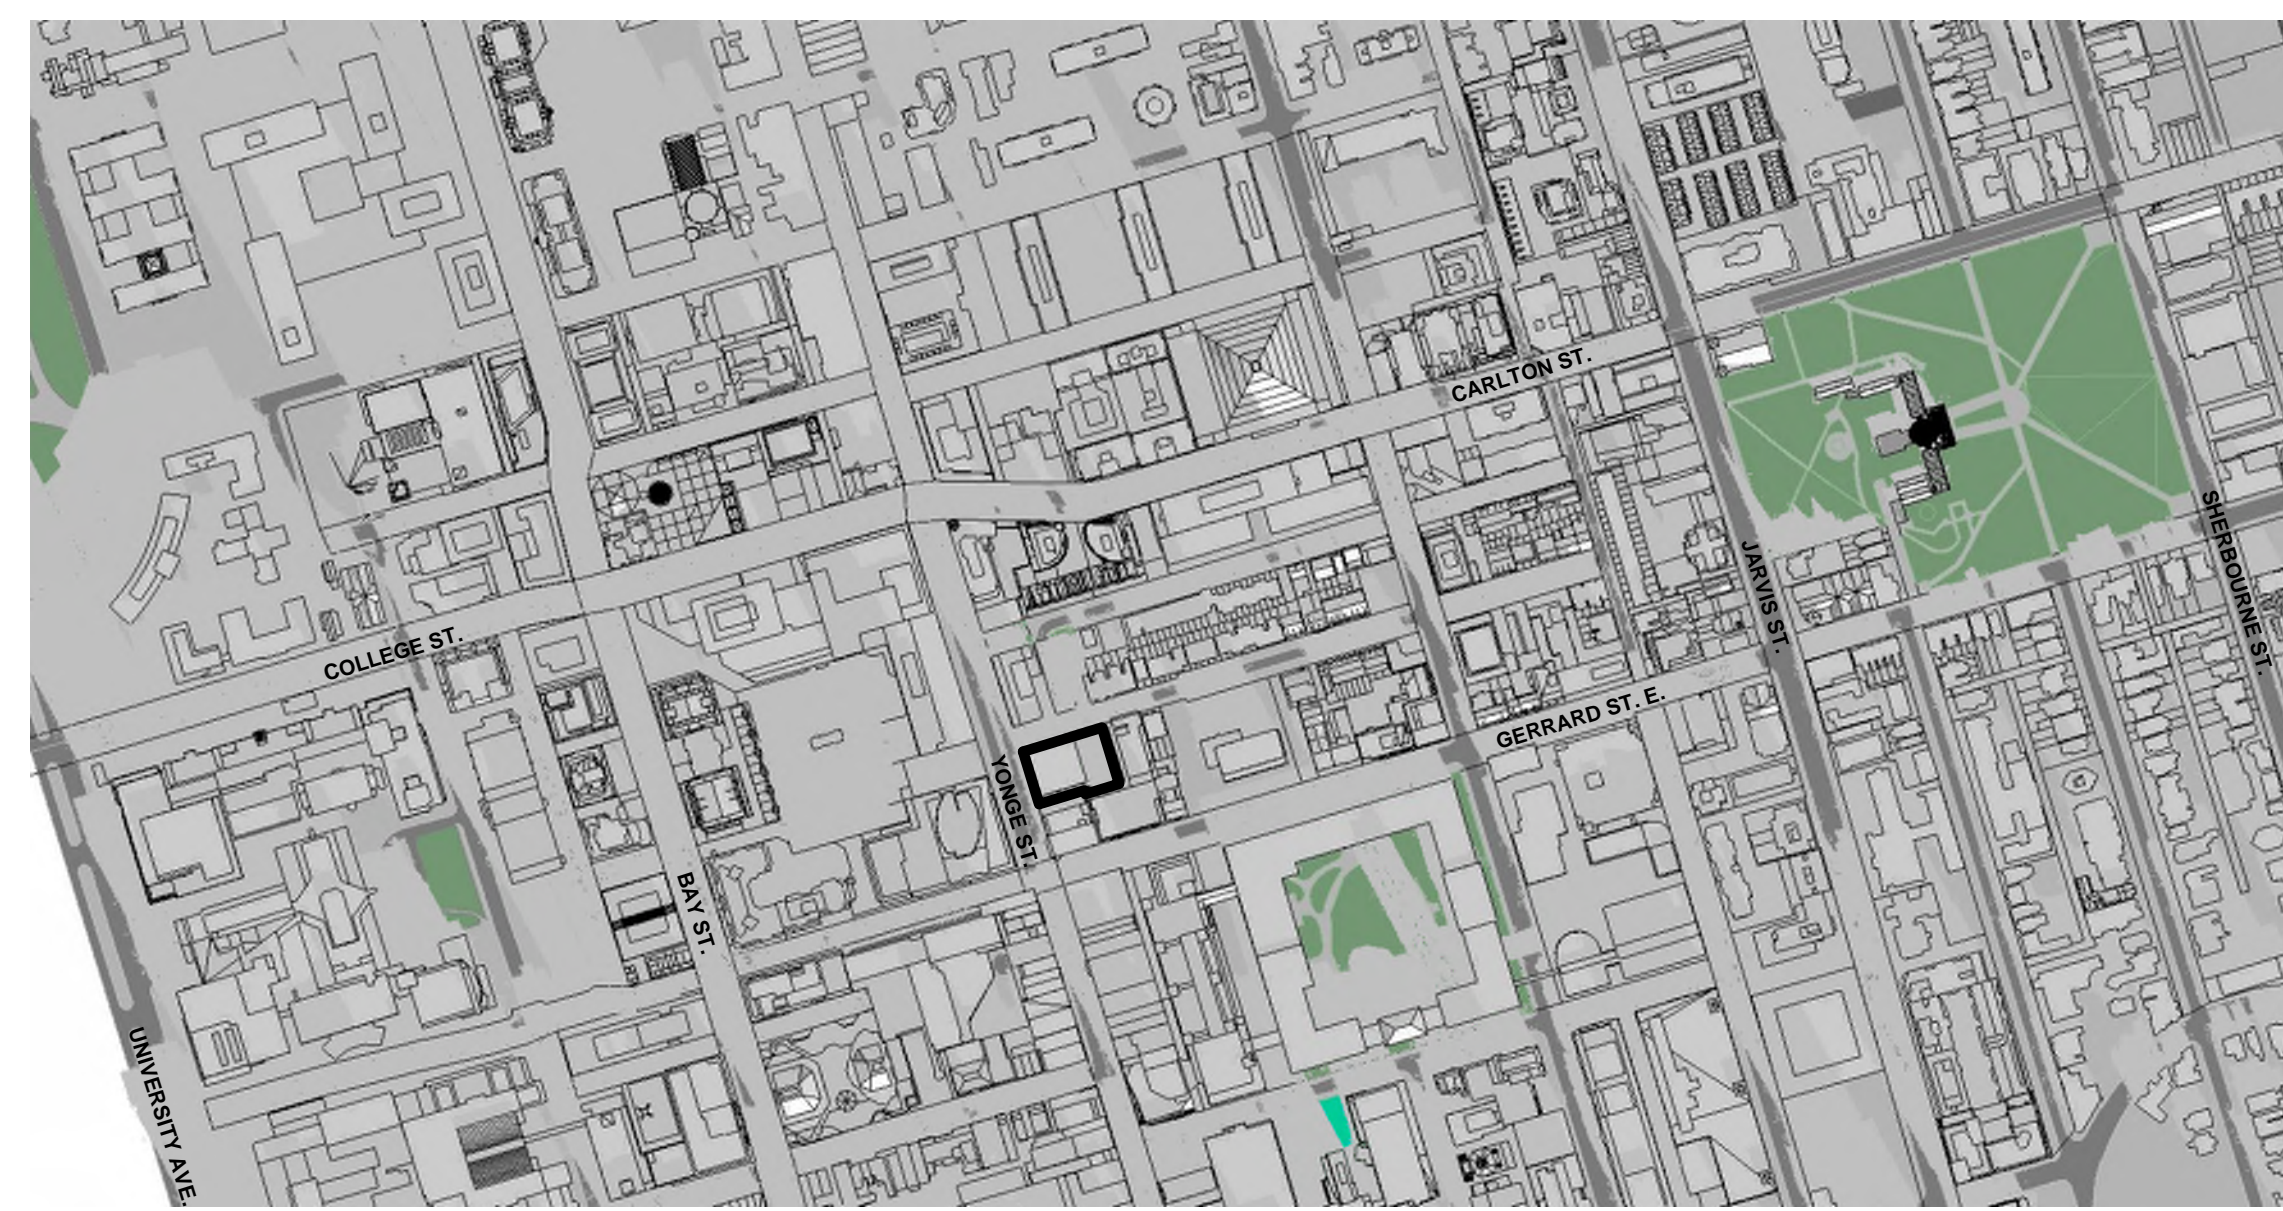 CARLTON ST.
SHERBOURNE ST.
JARVIS ST.
COLLEGE ST.
GERRARD ST. E.
YONGE ST.
BAY ST.
UNIVERSITY AVE.